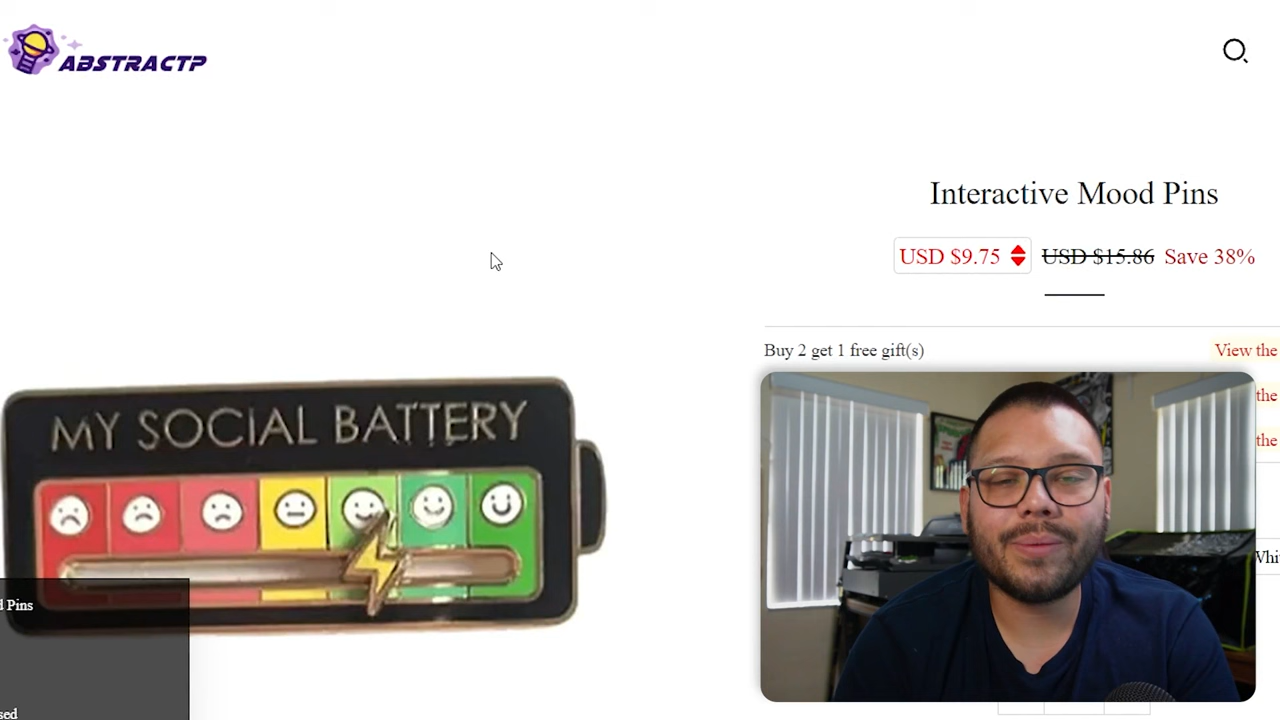 ABSTRACTP
Interactive Mood Pins
USD $9.75 USD $15.86 Save 38%
Buy 2 get 1 free gift(s)
View the
the
the
MY SOCIAL BATTERY
Pins